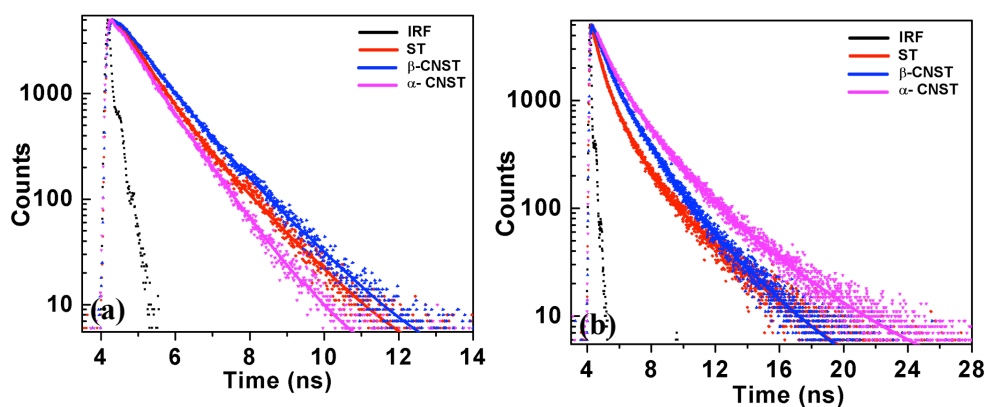 IRF
ST
β-CNST
α- CNST
1000
100
10
Counts
(a)
4 6 8 10 12 14
Time (ns)
IRF
ST
β-CNST
α- CNST
1000
100
10
Counts
(b)
4 8 12 16 20 24 28
Time (ns)